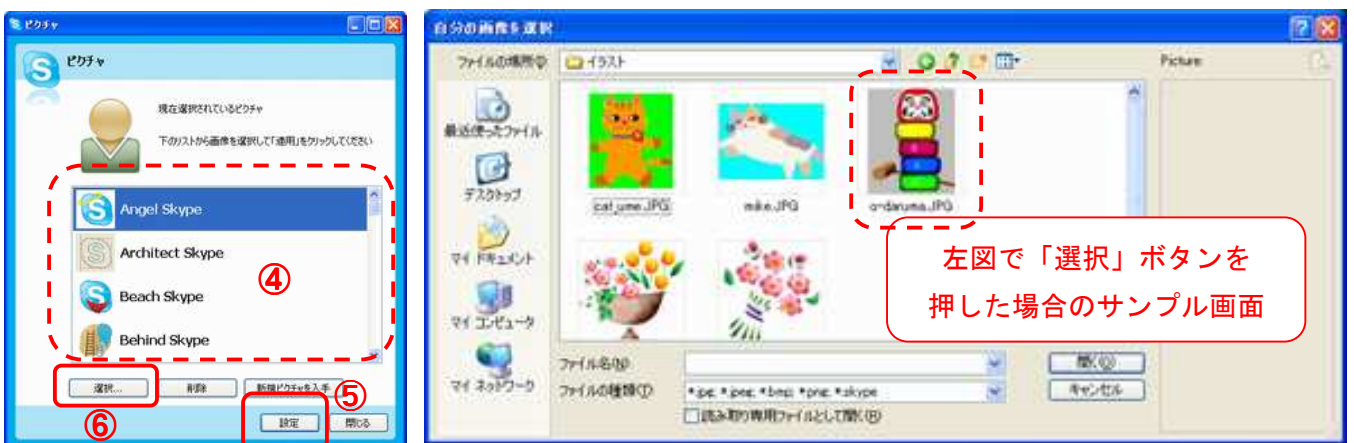 ピクチャ
ピクチャ
現在選択されているピクチャ
下のリストから画像を選択して「適用」をクリックしてください
Angel Skype
Architect Skype
Beach Skype
Behind Skype
④
選択...
削除
新規ピクチャを入手
⑤
⑥
設定
閉じる
自分の画像を選択
ファイルの場所(I):
イラスト
Picture:
最近使ったファイル
デスクトップ
マイ ドキュメント
マイ コンピュータ
マイ ネットワーク
cat_ume.JPG
mike.JPG
o-daruma.JPG
左図で「選択」ボタンを
押した場合のサンプル画面
ファイル名(N):
開く(O)
ファイルの種類(T):
*.jpg; *.jpeg; *.bmp; *.png; *.skype
キャンセル
読み取り専用ファイルとして開く(R)